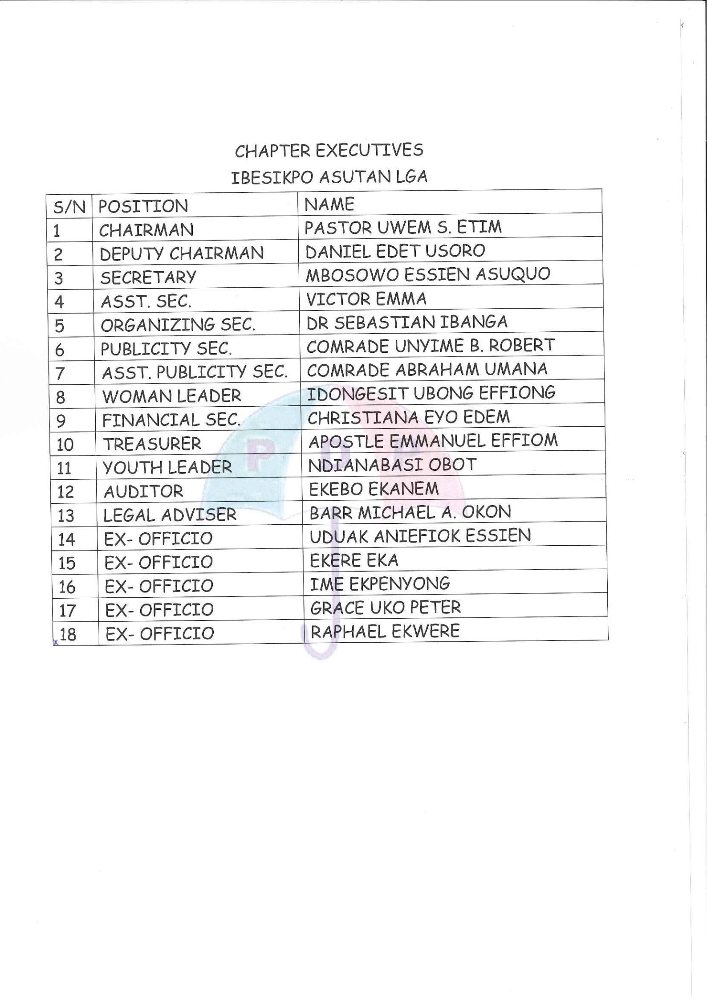 CHAPTER EXECUTIVES
IBESIKPO ASUTAN LGA
S/N POSITION NAME
1 CHAIRMAN PASTOR UWEM S. ETIM
2 DEPUTY CHAIRMAN DANIEL EDET USORO
3 SECRETARY MBOSOWO ESSIEN ASUQUO
4 ASST. SEC. VICTOR EMMA
5 ORGANIZING SEC. DR SEBASTIAN IBANGA
6 PUBLICITY SEC. COMRADE UNYIME B. ROBERT
7 ASST. PUBLICITY SEC. COMRADE ABRAHAM UMANA
8 WOMAN LEADER IDONGESIT UBONG EFFIONG
9 FINANCIAL SEC. CHRISTIANA EYO EDEM
10 TREASURER APOSTLE EMMANUEL EFFIOM
P D P
11 YOUTH LEADER NDIANABASI OBOT
12 AUDITOR EKEBO EKANEM
13 LEGAL ADVISER BARR MICHAEL A. OKON
14 EX- OFFICIO UDUAK ANIEFIOK ESSIEN
15 EX- OFFICIO EKERE EKA
16 EX- OFFICIO IME EKPENYONG
17 EX- OFFICIO GRACE UKO PETER
18 EX- OFFICIO RAPHAEL EKWERE